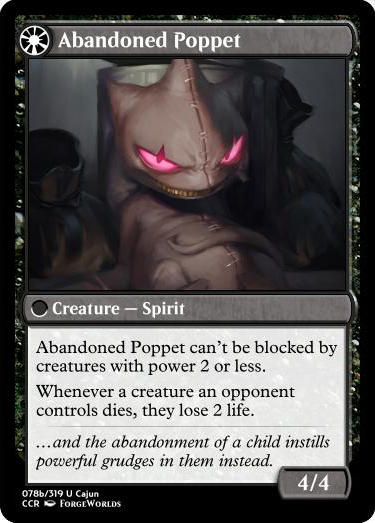 Abandoned Poppet
Creature — Spirit
Abandoned Poppet can't be blocked by
creatures with power 2 or less.
Whenever a creature an opponent
controls dies, they lose 2 life.
…and the abandonment of a child instills
powerful grudges in them instead.
4/4
078b/319 U Cajun
CCR ForgeWorlds